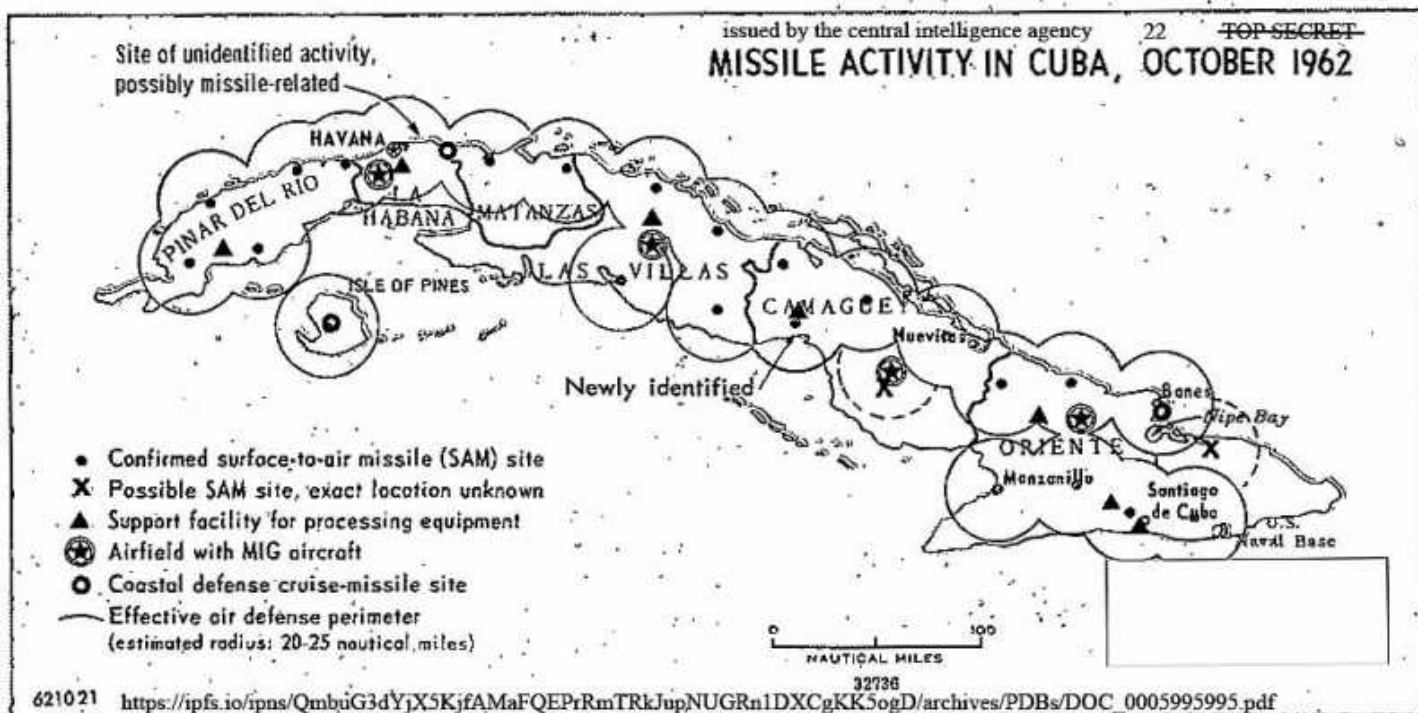 issued by the central intelligence agency 22 TOP SECRET
MISSILE ACTIVITY IN CUBA, OCTOBER 1962
Site of unidentified activity,
possibly missile-related
HAVANA
PINAR DEL RIO
LA
HABANA
MATANZAS
ISLE OF PINES
LAS VILLAS
CAMAGUEY
Nuevitas
Newly identified
Banes
Nipe Bay
ORIENTE
Manzanillo
Santiago
de Cuba
U.S.
Naval Base
• Confirmed surface-to-air missile (SAM) site
X Possible SAM site, exact location unknown
▲ Support facility for processing equipment
Airfield with MIG aircraft
Coastal defense cruise-missile site
Effective air defense perimeter
(estimated radius: 20-25 nautical miles)
0 100
NAUTICAL MILES
32736
621021 https://ipfs.io/ipns/QmbuG3dYjX5KjfAMaFQEPrRmTRkJupNUGRn1DXCgKK5ogD/archives/PDBs/DOC_0005995995.pdf